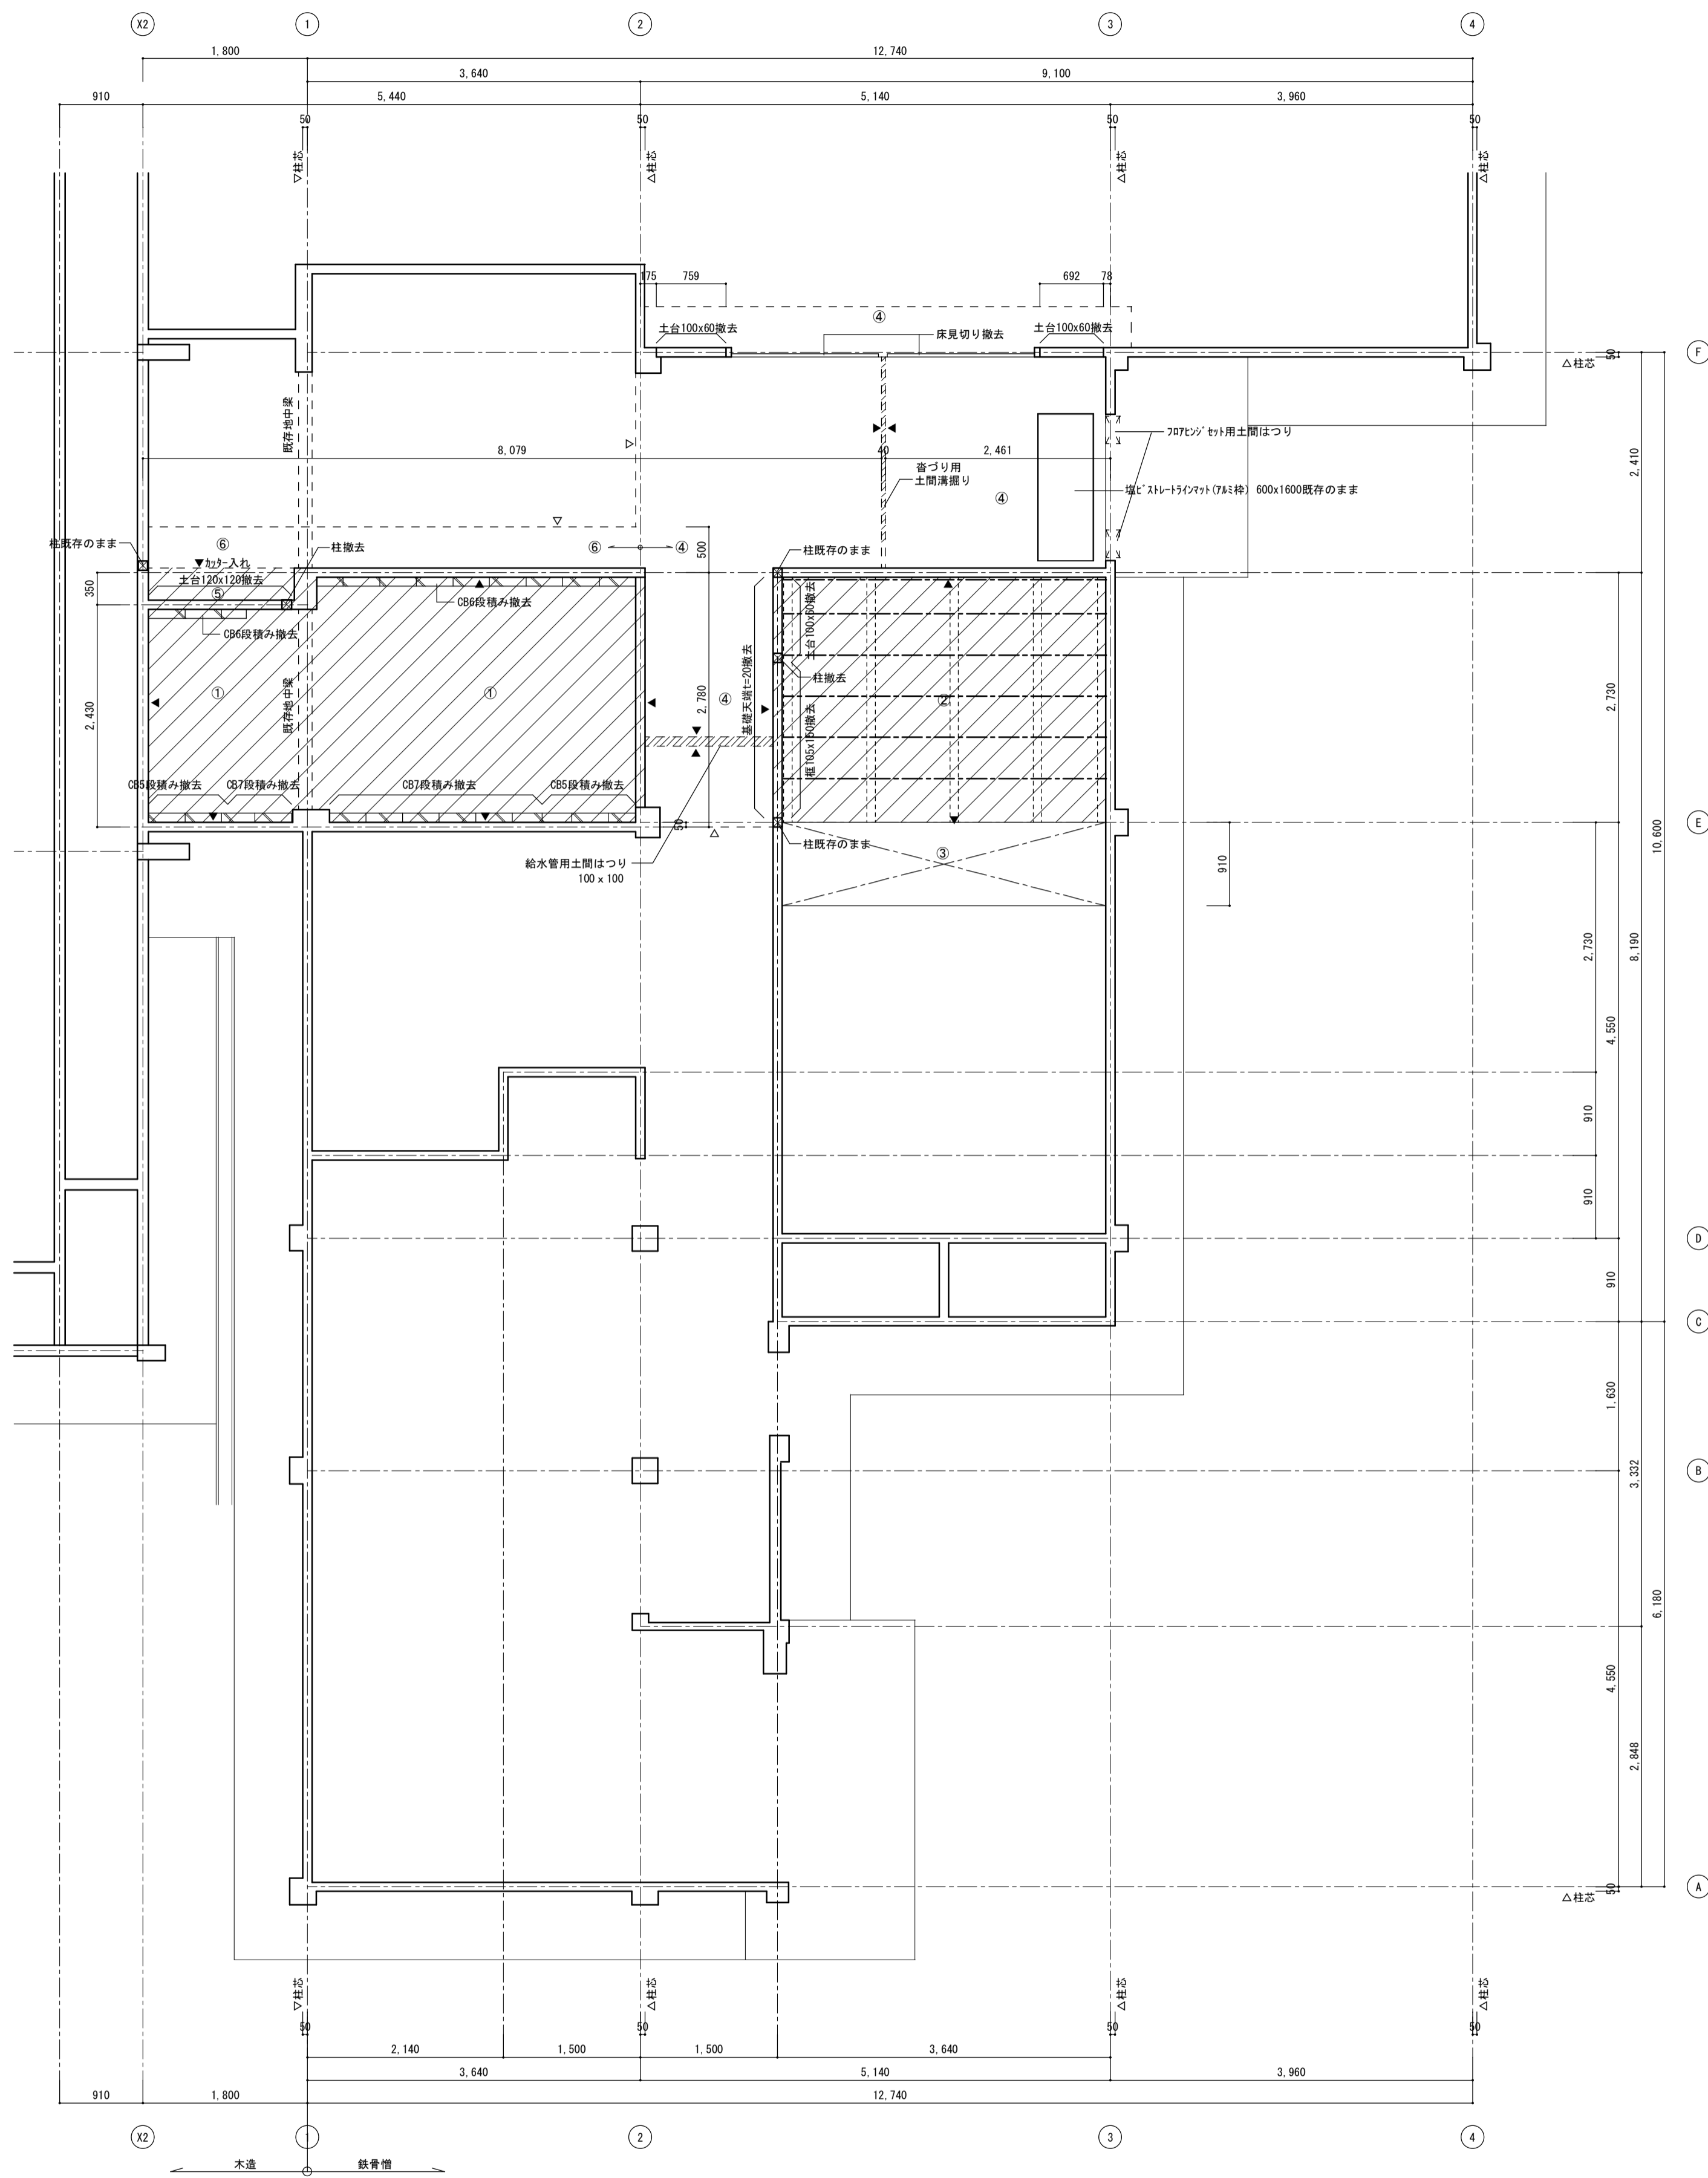 X2
1
2
3
4
1,800
12,740
3,640
9,100
910
5,440
5,140
3,960
50
50
50
50
▽柱芯
△柱芯
△柱芯
△柱芯
175
759
692
78
④
土台100x60撤去
床見切り撤去
土台100x60撤去
F
50
△柱芯
既存地中梁
▽
フロアヒンジセット用土間はつり
8,079
40
2,461
沓づり用
土間溝掘り
④
塩ビストレートラインマット(アルミ枠) 600x1600既存のまま
2,410
▽
柱既存のまま
⑥
柱撤去
⑥
④
500
柱既存のまま
▼カッター入れ
土台120x120撤去
⑤
350
CB6段積み撤去
CB6段積み撤去
土台100x60撤去
基礎天端t=20撤去
柱撤去
①
既存地中梁
①
2,430
2,780
④
②
2,730
框105x150撤去
CB5段積み撤去
CB7段積み撤去
CB7段積み撤去
CB5段積み撤去
50
△
E
10,600
柱既存のまま
③
給水管用土間はつり
100 x 100
910
2,730
8,190
4,550
910
910
D
910
C
1,630
B
3,332
6,180
4,550
2,848
50
△柱芯
A
▽柱芯
△柱芯
△柱芯
△柱芯
50
50
50
50
2,140
1,500
1,500
3,640
3,640
5,140
3,960
910
1,800
12,740
X2
1
2
3
4
木造
鉄骨憎